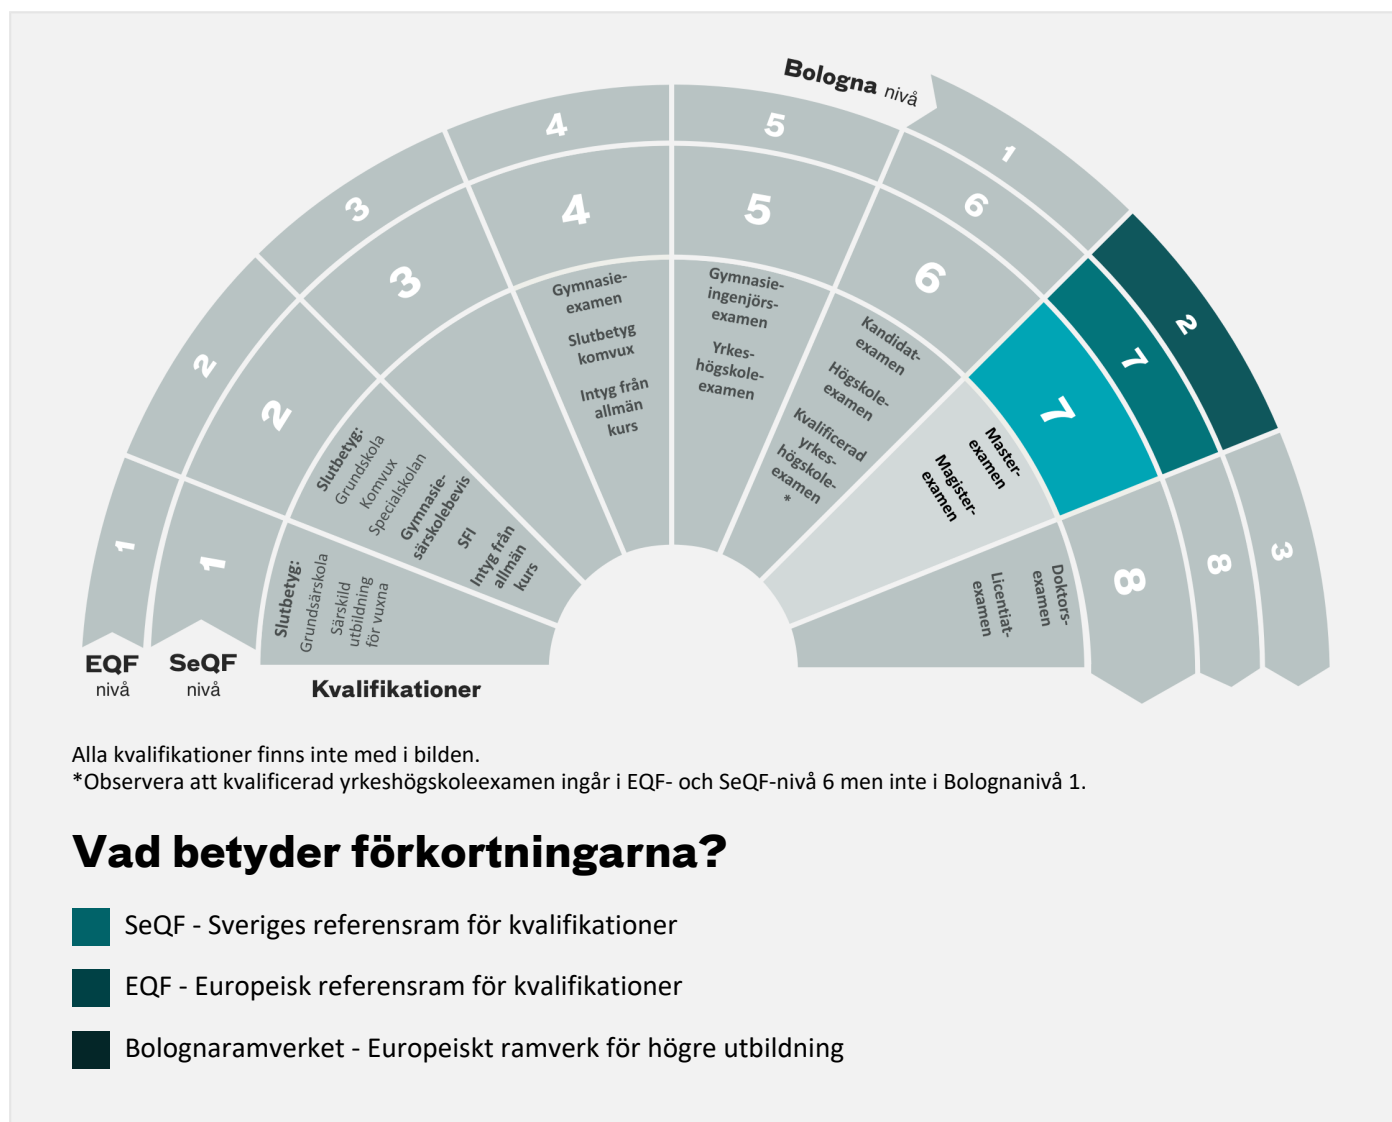 Bologna nivå
1
2
3
1
2
3
4
5
6
7
8
1
2
3
4
5
6
7
8
EQF
nivå
SeQF
nivå
Kvalifikationer
Slutbetyg:
Grundsärskola
Särskild
utbildning
för vuxna
Slutbetyg:
Grundskola
Komvux
Specialskolan
Gymnasie-
särskolebevis
SFI
Intyg från
allmän
kurs
Gymnasie-
examen
Slutbetyg
komvux
Intyg från
allmän
kurs
Gymnasie-
ingenjörs-
examen
Yrkes-
högskole-
examen
Kandidat-
examen
Högskole-
examen
Kvalificerad
yrkes-
högskole-
examen
*
Master-
examen
Magister-
examen
Doktors-
examen
Licentiat-
examen
Alla kvalifikationer finns inte med i bilden.
*Observera att kvalificerad yrkeshögskoleexamen ingår i EQF- och SeQF-nivå 6 men inte i Bolognanivå 1.
Vad betyder förkortningarna?
SeQF - Sveriges referensram för kvalifikationer
EQF - Europeisk referensram för kvalifikationer
Bolognaramverket - Europeiskt ramverk för högre utbildning